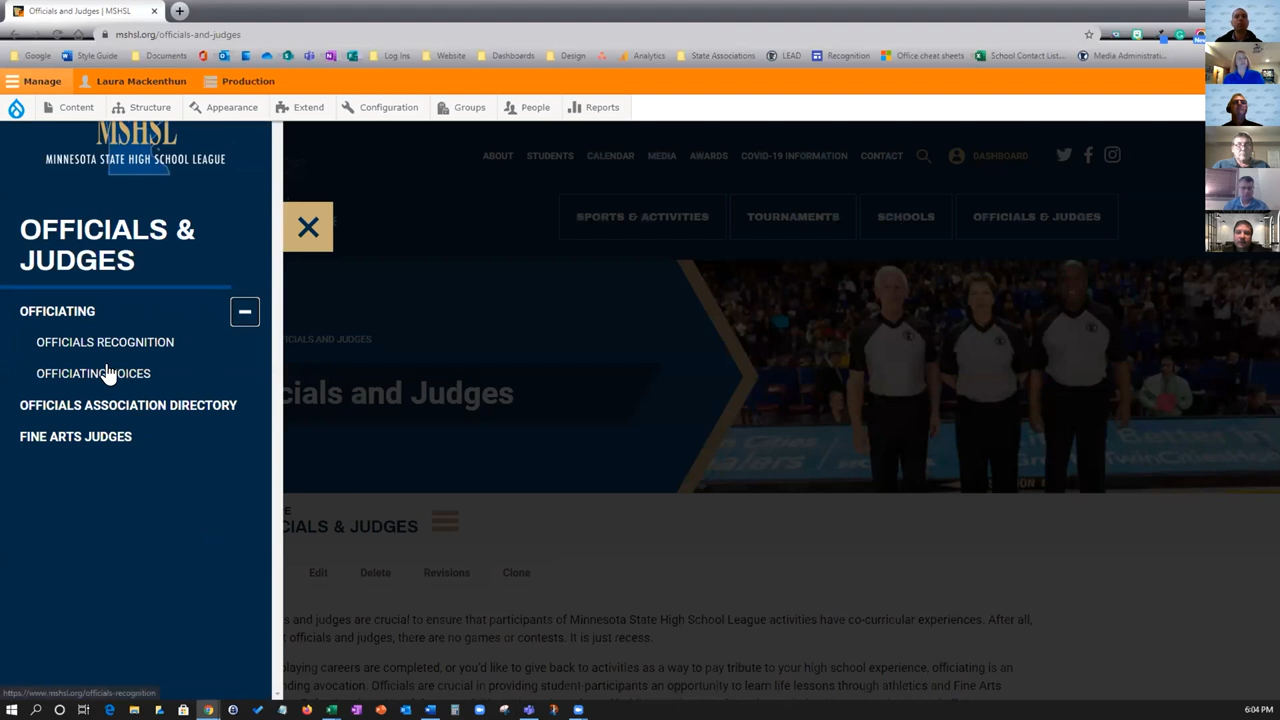 Officials and Judges | MSHSL
mshsl.org/officials-and-judges
Google Style Guide Documents Log Ins Website Dashboards Design Analytics State Associations LEAD Recognition Office cheat sheets School Contact List... Media Administrati...
Manage Laura Mackenthun Production
Content Structure Appearance Extend Configuration Groups People Reports
MSHSL
MINNESOTA STATE HIGH SCHOOL LEAGUE
ABOUT STUDENTS CALENDAR MEDIA AWARDS COVID-19 INFORMATION CONTACT DASHBOARD
SPORTS & ACTIVITIES TOURNAMENTS SCHOOLS OFFICIALS & JUDGES
OFFICIALS &
JUDGES
OFFICIATING
OFFICIALS RECOGNITION
OFFICIATING VOICES
OFFICIALS ASSOCIATION DIRECTORY
FINE ARTS JUDGES
CIALS AND JUDGES
cials and Judges
CIALS & JUDGES
Edit Delete Revisions Clone
s and judges are crucial to ensure that participants of Minnesota State High School League activities have co-curricular experiences. After all,
t officials and judges, there are no games or contests. It is just recess.
playing careers are completed, or you'd like to give back to activities as a way to pay tribute to your high school experience, officiating is an
nding avocation. Officials are crucial in providing student-participants an opportunity to learn life lessons through athletics and Fine Arts
https://www.mshsl.org/officials-recognition
6:04 PM